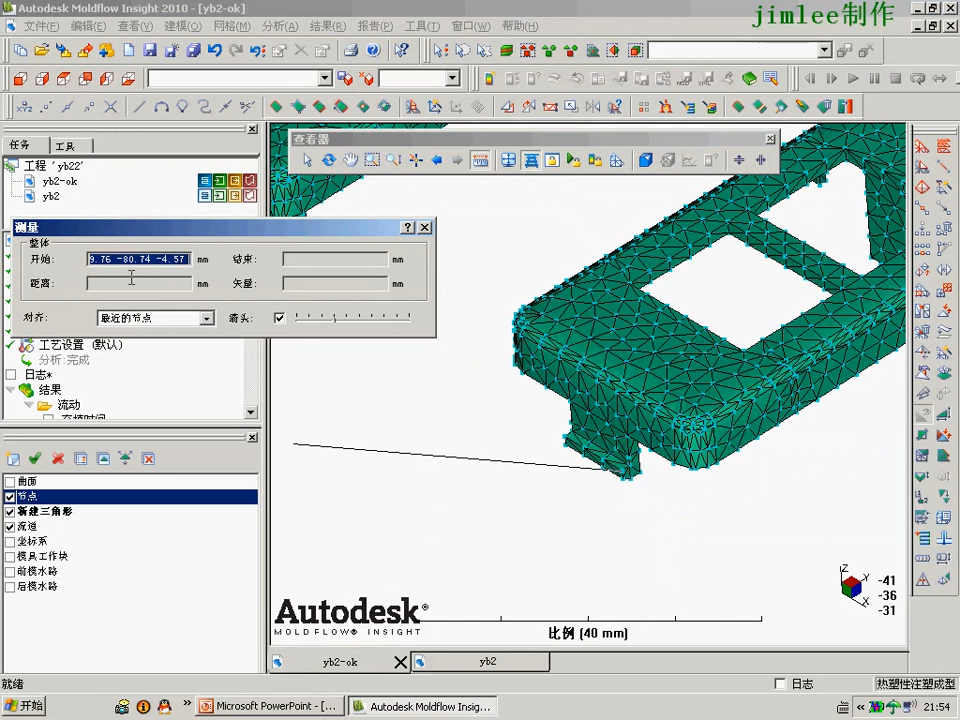 Autodesk Moldflow Insight 2010 - [yb2-ok]
jimlee制作
文件(F) 编辑(E) 查看(V) 建模(O) 网格(M) 分析(A) 结果(R) 报告(P) 工具(T) 窗口(W) 帮助(H)
查看器
任务 工具
工程 'yb22'
yb2-ok
yb2
测量
整体
开始: 9.76 -80.74 -4.57 mm 结束: mm
距离: mm 矢量: mm
对齐: 最近的节点 箭头:
工艺设置 (默认)
分析:完成
日志*
结果
流动
曲面
节点
新建三角形
流道
坐标系
模具工作块
前模水路
后模水路
Z
Y
X
-41
-36
-31
Autodesk®
MOLDFLOW® INSIGHT
比例 (40 mm)
yb2-ok yb2
就绪 日志 热塑性注塑成型
开始 Microsoft PowerPoint - [... Autodesk Moldflow Insig... 21:54